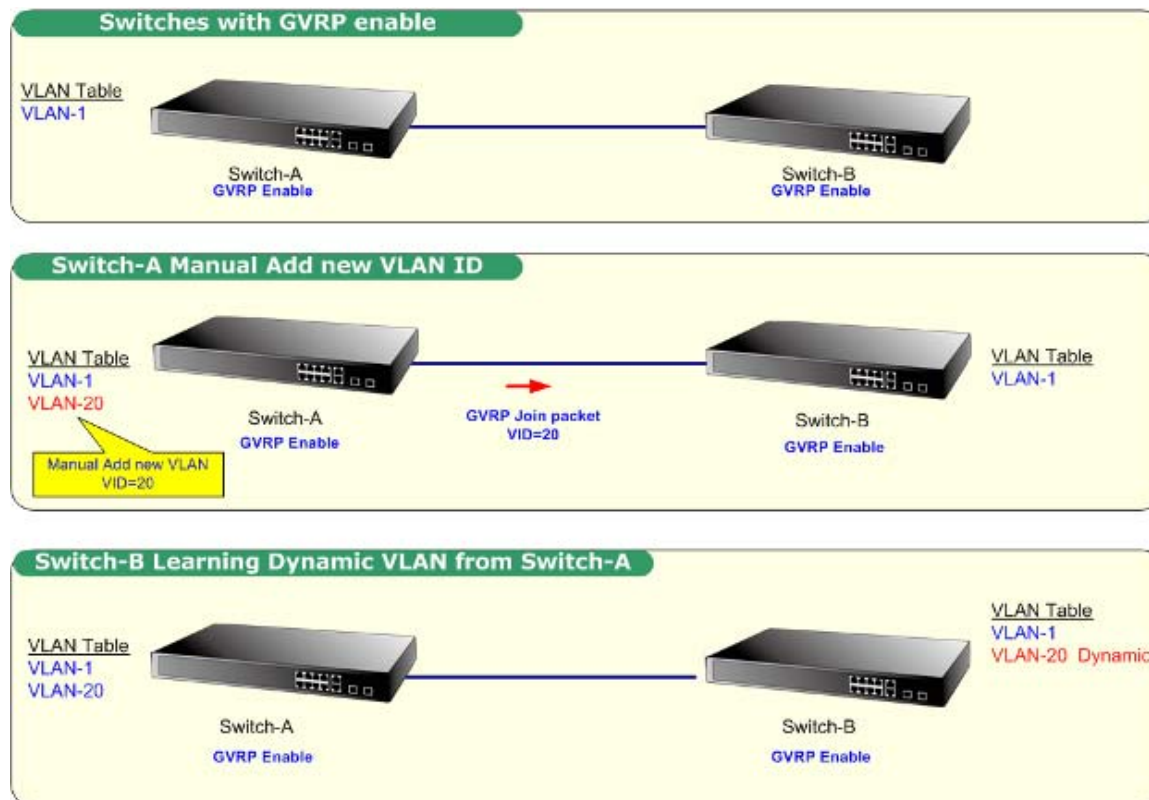 Switches with GVRP enable
VLAN Table
VLAN-1
Switch-A
GVRP Enable
Switch-B
GVRP Enable
Switch-A Manual Add new VLAN ID
VLAN Table
VLAN-1
VLAN-20
Manual Add new VLAN
VID=20
Switch-A
GVRP Enable
GVRP Join packet
VID=20
Switch-B
GVRP Enable
VLAN Table
VLAN-1
Switch-B Learning Dynamic VLAN from Switch-A
VLAN Table
VLAN-1
VLAN-20
Switch-A
GVRP Enable
Switch-B
GVRP Enable
VLAN Table
VLAN-1
VLAN-20 Dynamic